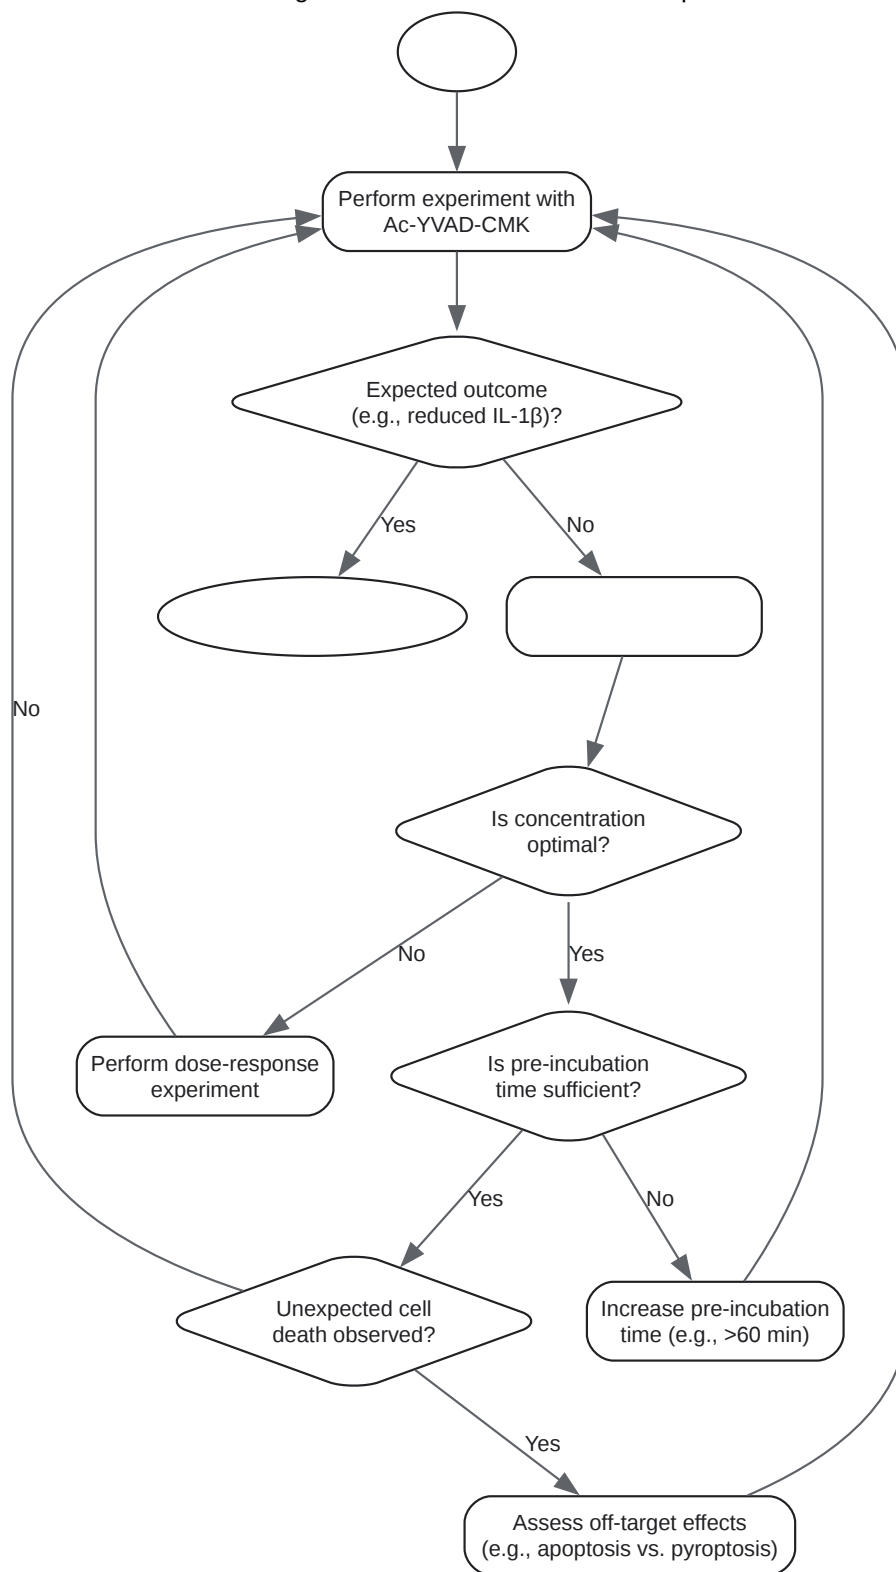 Perform experiment with
Ac-YVAD-CMK
Expected outcome
(e.g., reduced IL-1β)?
Yes
No
No
Is concentration
optimal?
No
Yes
Perform dose-response
experiment
Is pre-incubation
time sufficient?
Yes
No
Unexpected cell
death observed?
Increase pre-incubation
time (e.g., >60 min)
Yes
Assess off-target effects
(e.g., apoptosis vs. pyroptosis)